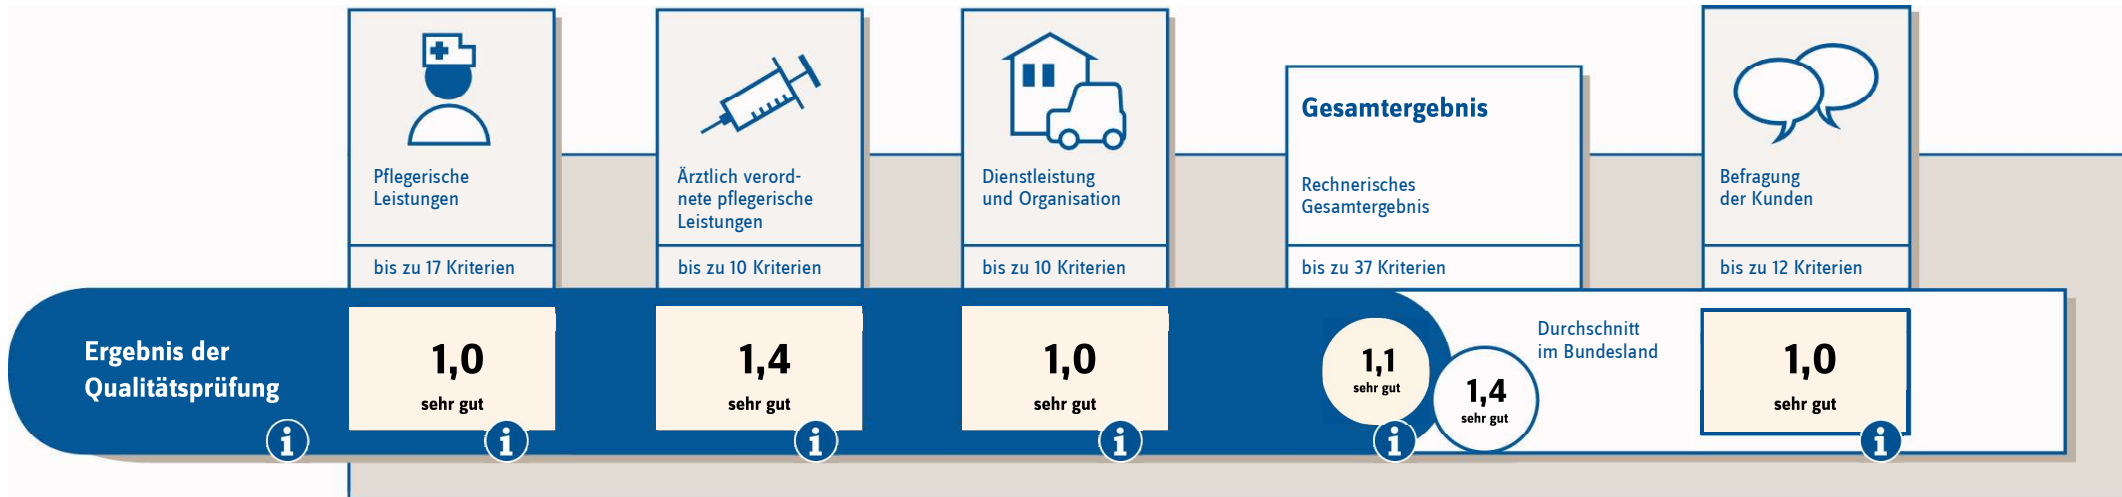 Pflegerische
Leistungen
bis zu 17 Kriterien
Ärztlich verord-
nete pflegerische
Leistungen
bis zu 10 Kriterien
Dienstleistung
und Organisation
bis zu 10 Kriterien
Gesamtergebnis
Rechnerisches
Gesamtergebnis
bis zu 37 Kriterien
Befragung
der Kunden
bis zu 12 Kriterien
Ergebnis der
Qualitätsprüfung
i
1,0
sehr gut
i
1,4
sehr gut
i
1,0
sehr gut
i
1,1
sehr gut
i
1,4
sehr gut
Durchschnitt
im Bundesland
1,0
sehr gut
i